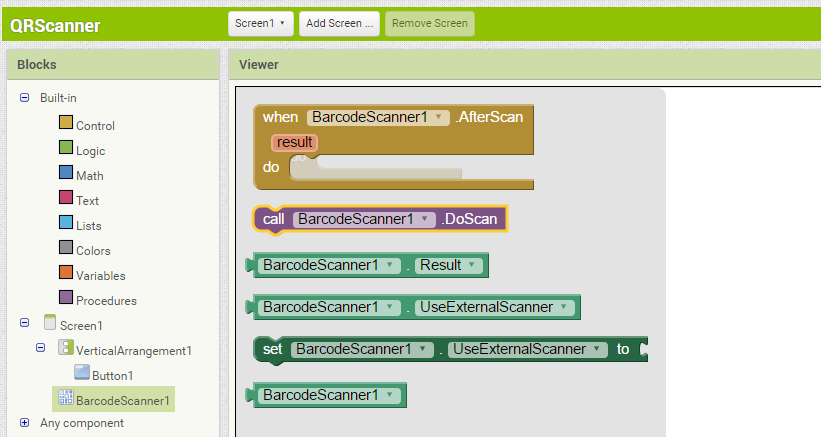 QRScanner
Screen1
Add Screen ...
Remove Screen
Blocks
Viewer
Built-in
Control
Logic
Math
Text
Lists
Colors
Variables
Procedures
Screen1
VerticalArrangement1
Button1
BarcodeScanner1
Any component
when BarcodeScanner1 .AfterScan
result
do
call BarcodeScanner1 .DoScan
BarcodeScanner1 . Result
BarcodeScanner1 . UseExternalScanner
set BarcodeScanner1 . UseExternalScanner to
BarcodeScanner1